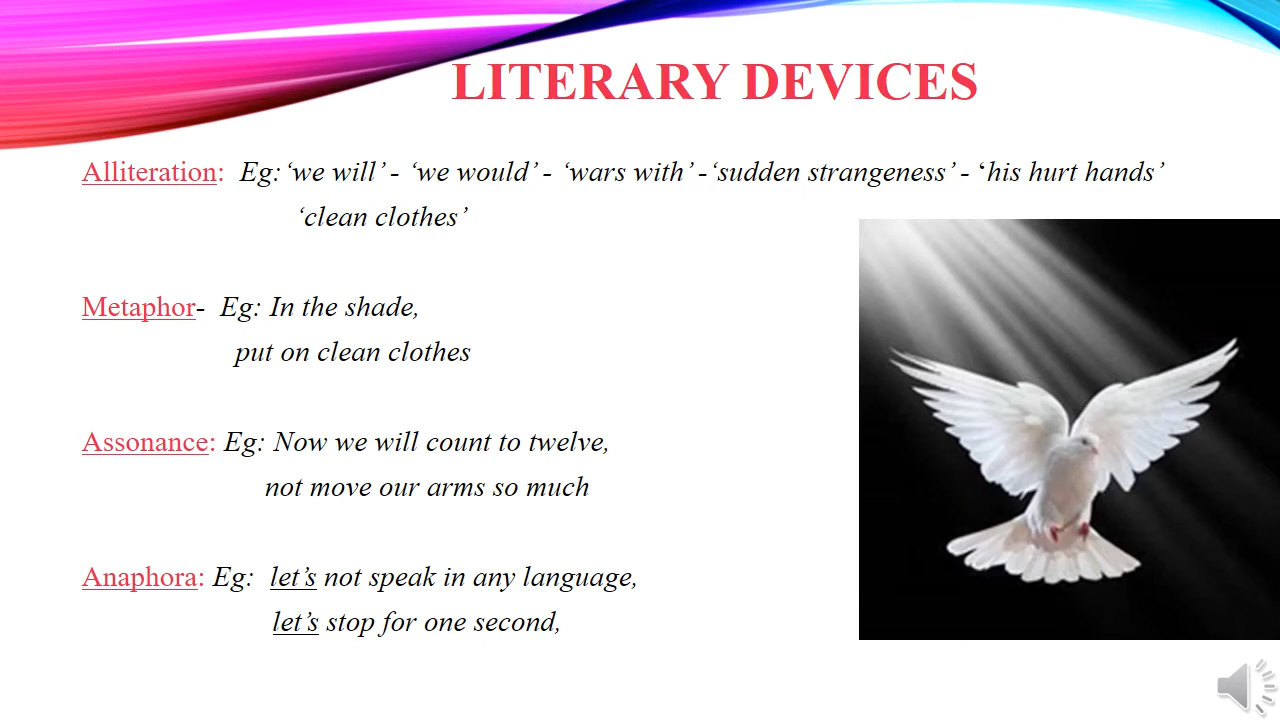 LITERARY DEVICES
Alliteration: Eg: ‘we will’ - ‘we would’ - ‘wars with’ -‘sudden strangeness’ - ‘his hurt hands’
‘clean clothes’
Metaphor- Eg: In the shade,
put on clean clothes
Assonance: Eg: Now we will count to twelve,
not move our arms so much
Anaphora: Eg: let’s not speak in any language,
let’s stop for one second,